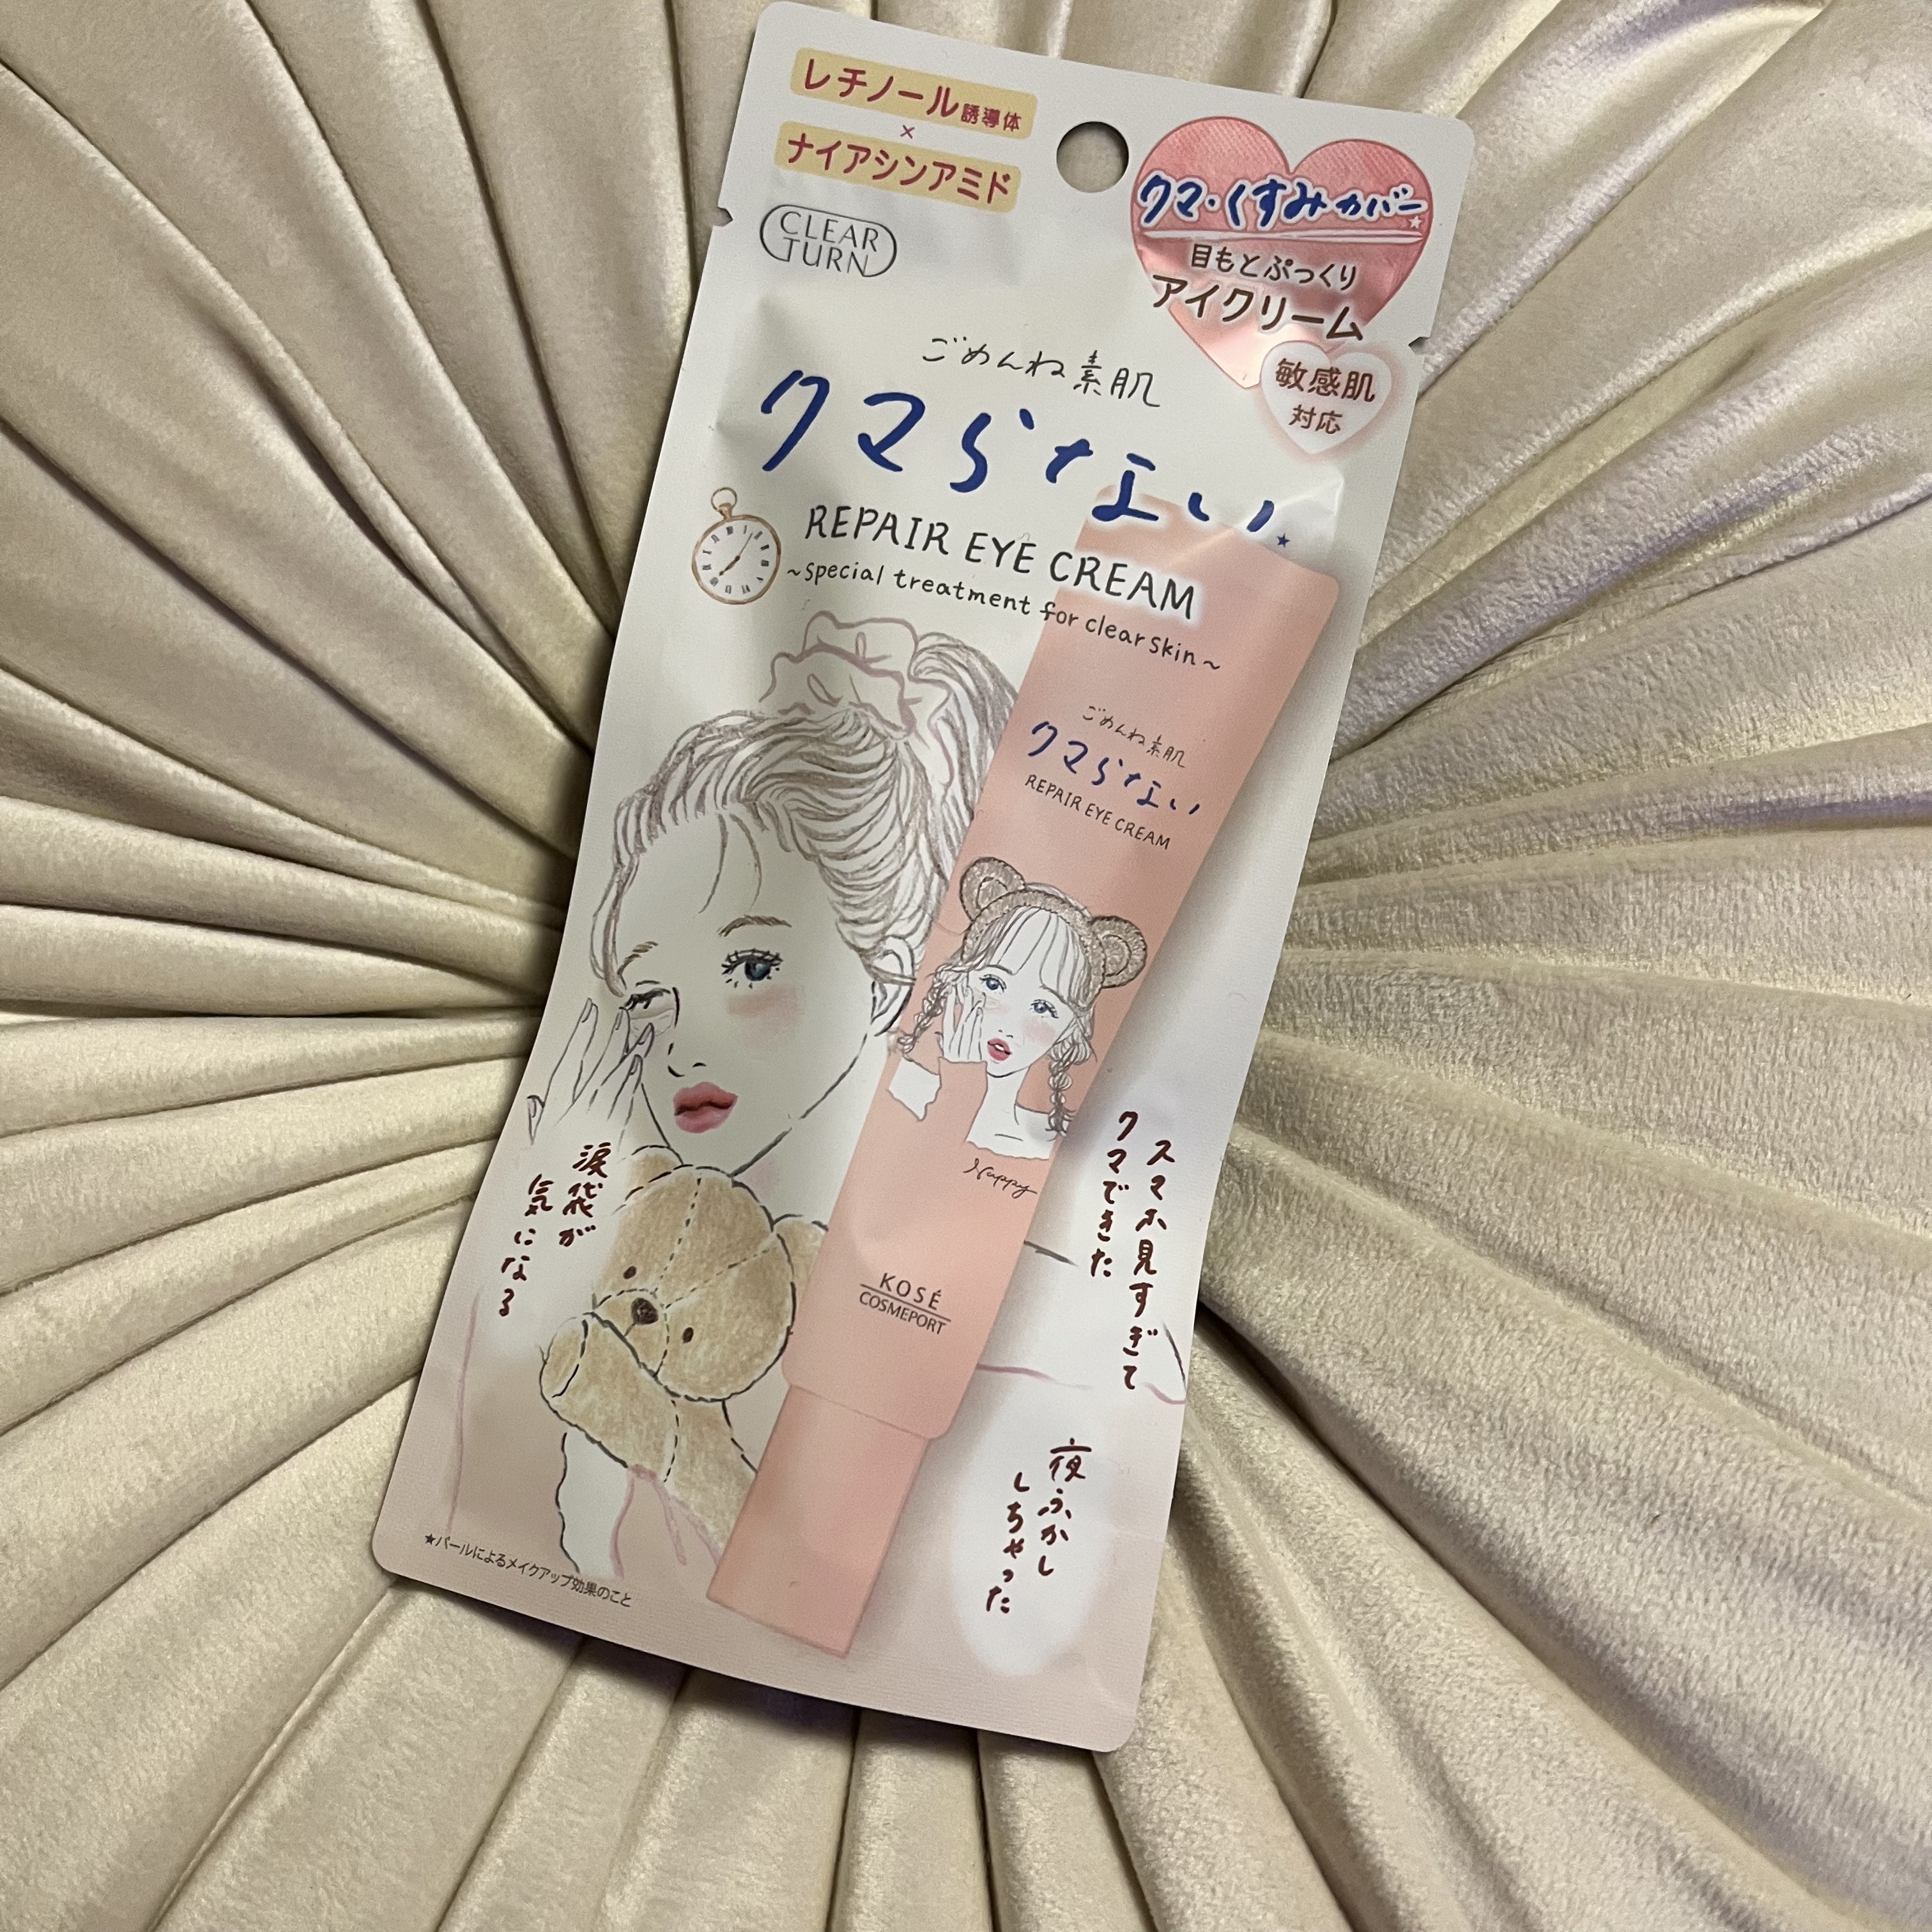 レチノール誘導体
×
ナイアシンアミド
CLEAR
TURN
クマ・くすみカバー★
目もとぷっくり
アイクリーム
敏感肌
対応
ごめんね素肌
クマらない★
REPAIR EYE CREAM
~special treatment for clear skin~
ごめんね素肌
クマらない
REPAIR EYE CREAM
Happy
KOSÉ
COSMEPORT
涙袋が
気になる
スマホ見すぎて
クマできた
夜ふかし
しちゃった
★パールによるメイクアップ効果のこと